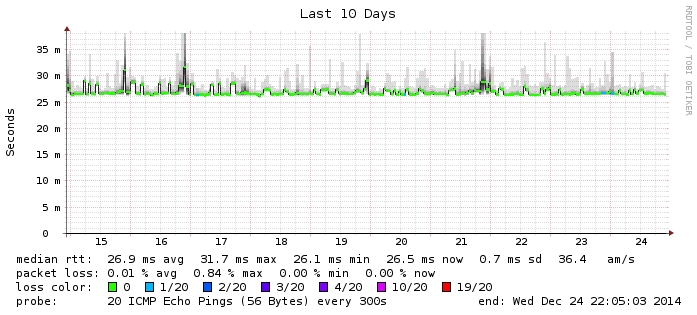 Last 10 Days
RRDTOOL / TOBI OETIKER
Seconds
35 m
30 m
25 m
20 m
15 m
10 m
5 m
0
15 16 17 18 19 20 21 22 23 24
median rtt: 26.9 ms avg 31.7 ms max 26.1 ms min 26.5 ms now 0.7 ms sd 36.4 am/s
packet loss: 0.01 % avg 0.84 % max 0.00 % min 0.00 % now
loss color: 0 1/20 2/20 3/20 4/20 10/20 19/20
probe: 20 ICMP Echo Pings (56 Bytes) every 300s end: Wed Dec 24 22:05:03 2014